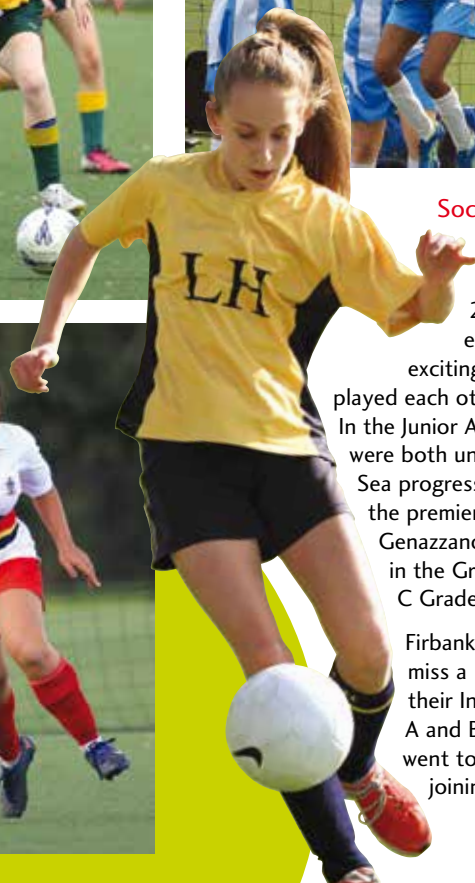 LH
Soc
2
e
exciting
played each ot
In the Junior A
were both un
Sea progress
the premier
Genazzano
in the Gr
C Grade
Firbank
miss a
their In
A and B
went to
joinin